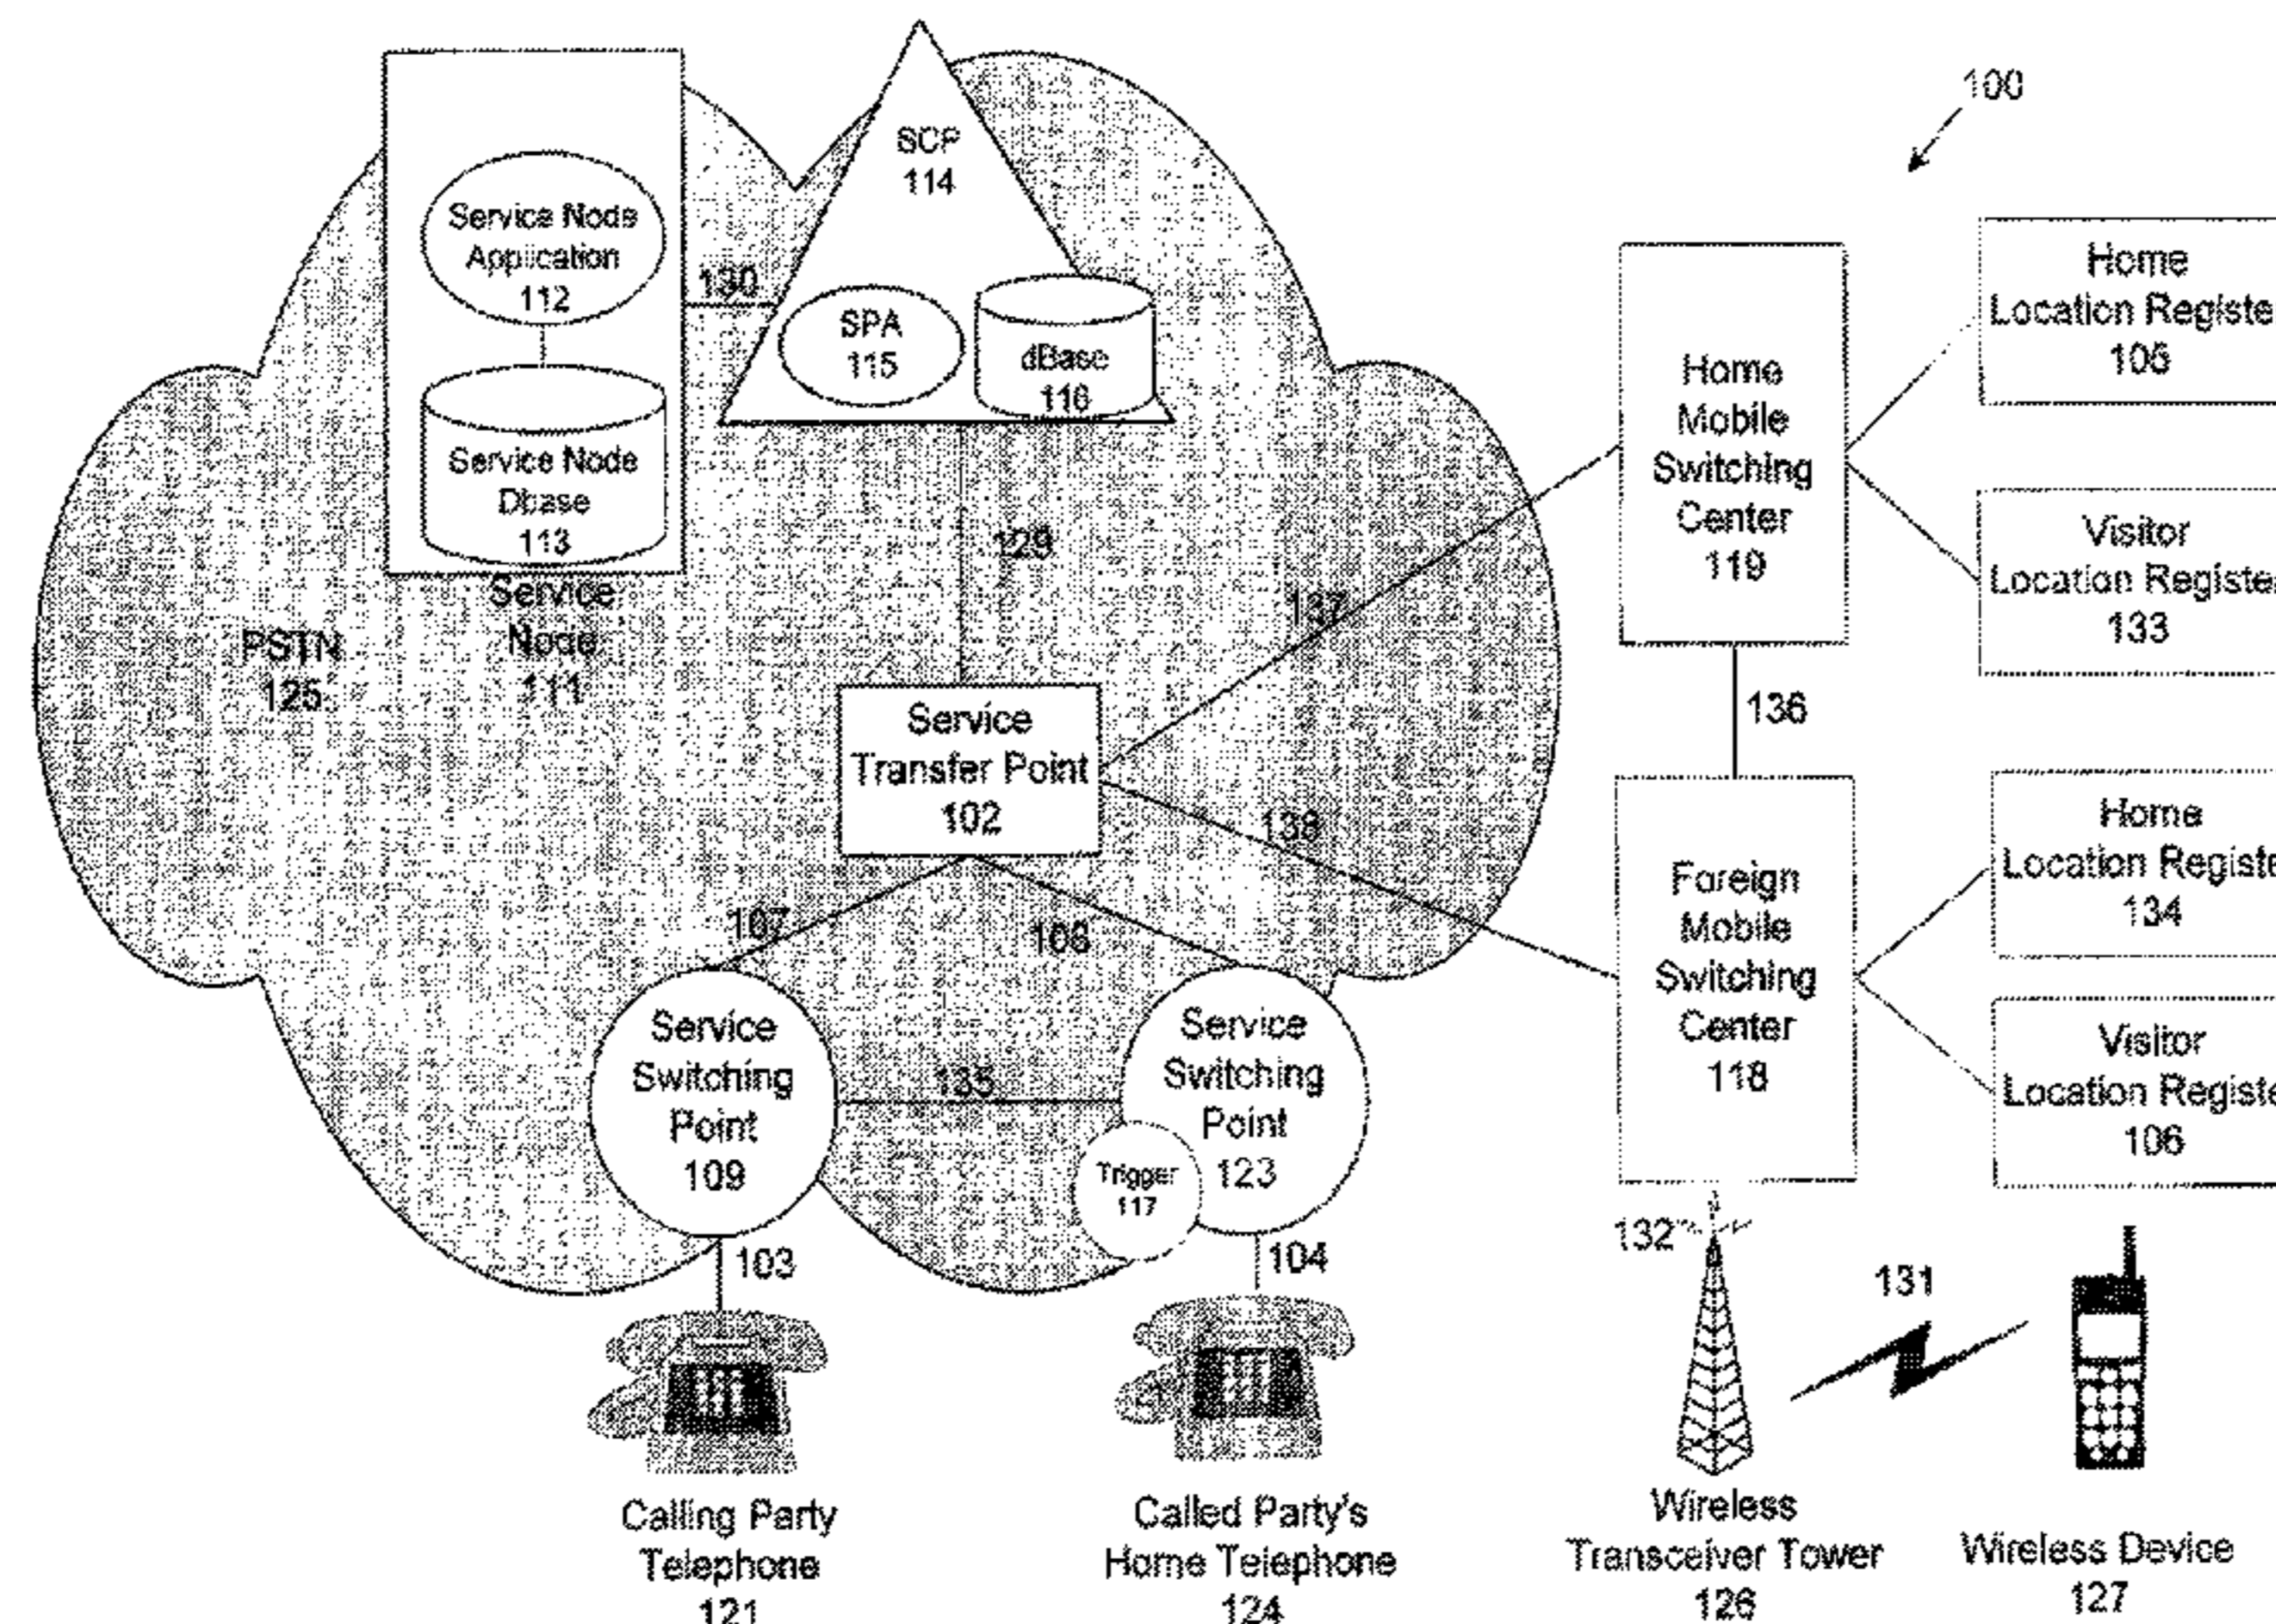 100
SCP
114
Service Node
Application
112
130
SPA
115
dBase
116
Service Node
Dbase
113
Service
Node
111
PSTN
125
129
137
Home
Mobile
Switching
Center
119
Home
Location Register
105
Visitor
Location Register
133
136
Service
Transfer Point
102
138
Foreign
Mobile
Switching
Center
118
Home
Location Registe
134
Visitor
Location Registe
106
107
108
Service
Switching
Point
109
135
Service
Switching
Point
123
Trigger
117
103
104
132
131
Calling Party
Telephone
121
Called Party's
Home Telephone
124
Wireless
Transceiver Tower
126
Wireless Device
127